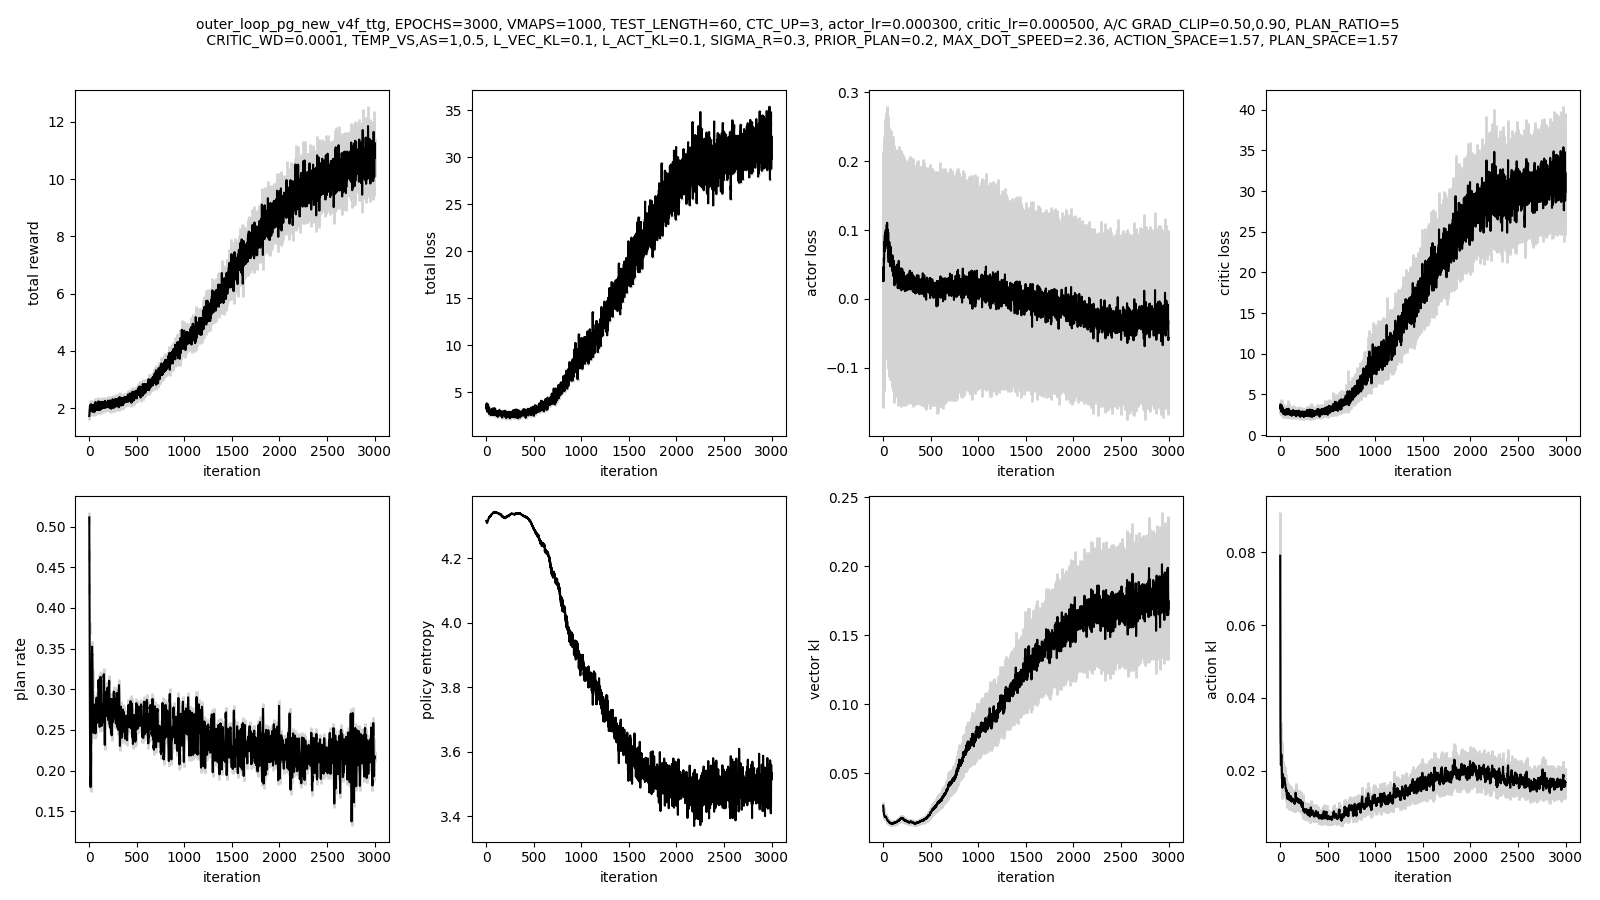 outer_loop_pg_new_v4f_ttg, EPOCHS=3000, VMAPS=1000, TEST_LENGTH=60, CTC_UP=3, actor_lr=0.000300, critic_lr=0.000500, A/C GRAD_CLIP=0.50,0.90, PLAN_RATIO=5
CRITIC_WD=0.0001, TEMP_VS,AS=1,0.5, L_VEC_KL=0.1, L_ACT_KL=0.1, SIGMA_R=0.3, PRIOR_PLAN=0.2, MAX_DOT_SPEED=2.36, ACTION_SPACE=1.57, PLAN_SPACE=1.57
total reward
12
10
8
6
4
2
0 500 1000 1500 2000 2500 3000
iteration
total loss
35
30
25
20
15
10
5
0 500 1000 1500 2000 2500 3000
iteration
actor loss
0.3
0.2
0.1
0.0
−0.1
0 500 1000 1500 2000 2500 3000
iteration
critic loss
40
35
30
25
20
15
10
5
0
0 500 1000 1500 2000 2500 3000
iteration
plan rate
0.50
0.45
0.40
0.35
0.30
0.25
0.20
0.15
0 500 1000 1500 2000 2500 3000
iteration
policy entropy
4.2
4.0
3.8
3.6
3.4
0 500 1000 1500 2000 2500 3000
iteration
vector kl
0.25
0.20
0.15
0.10
0.05
0 500 1000 1500 2000 2500 3000
iteration
action kl
0.08
0.06
0.04
0.02
0 500 1000 1500 2000 2500 3000
iteration